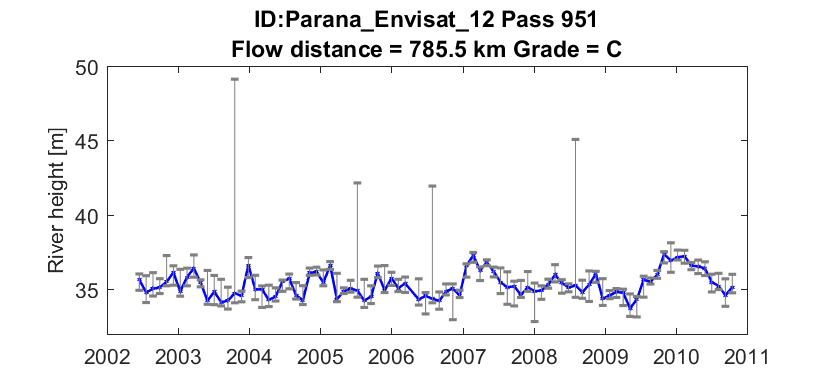 ID:Parana_Envisat_12 Pass 951
Flow distance = 785.5 km Grade = C
50
45
40
35
River height [m]
2002 2003 2004 2005 2006 2007 2008 2009 2010 2011